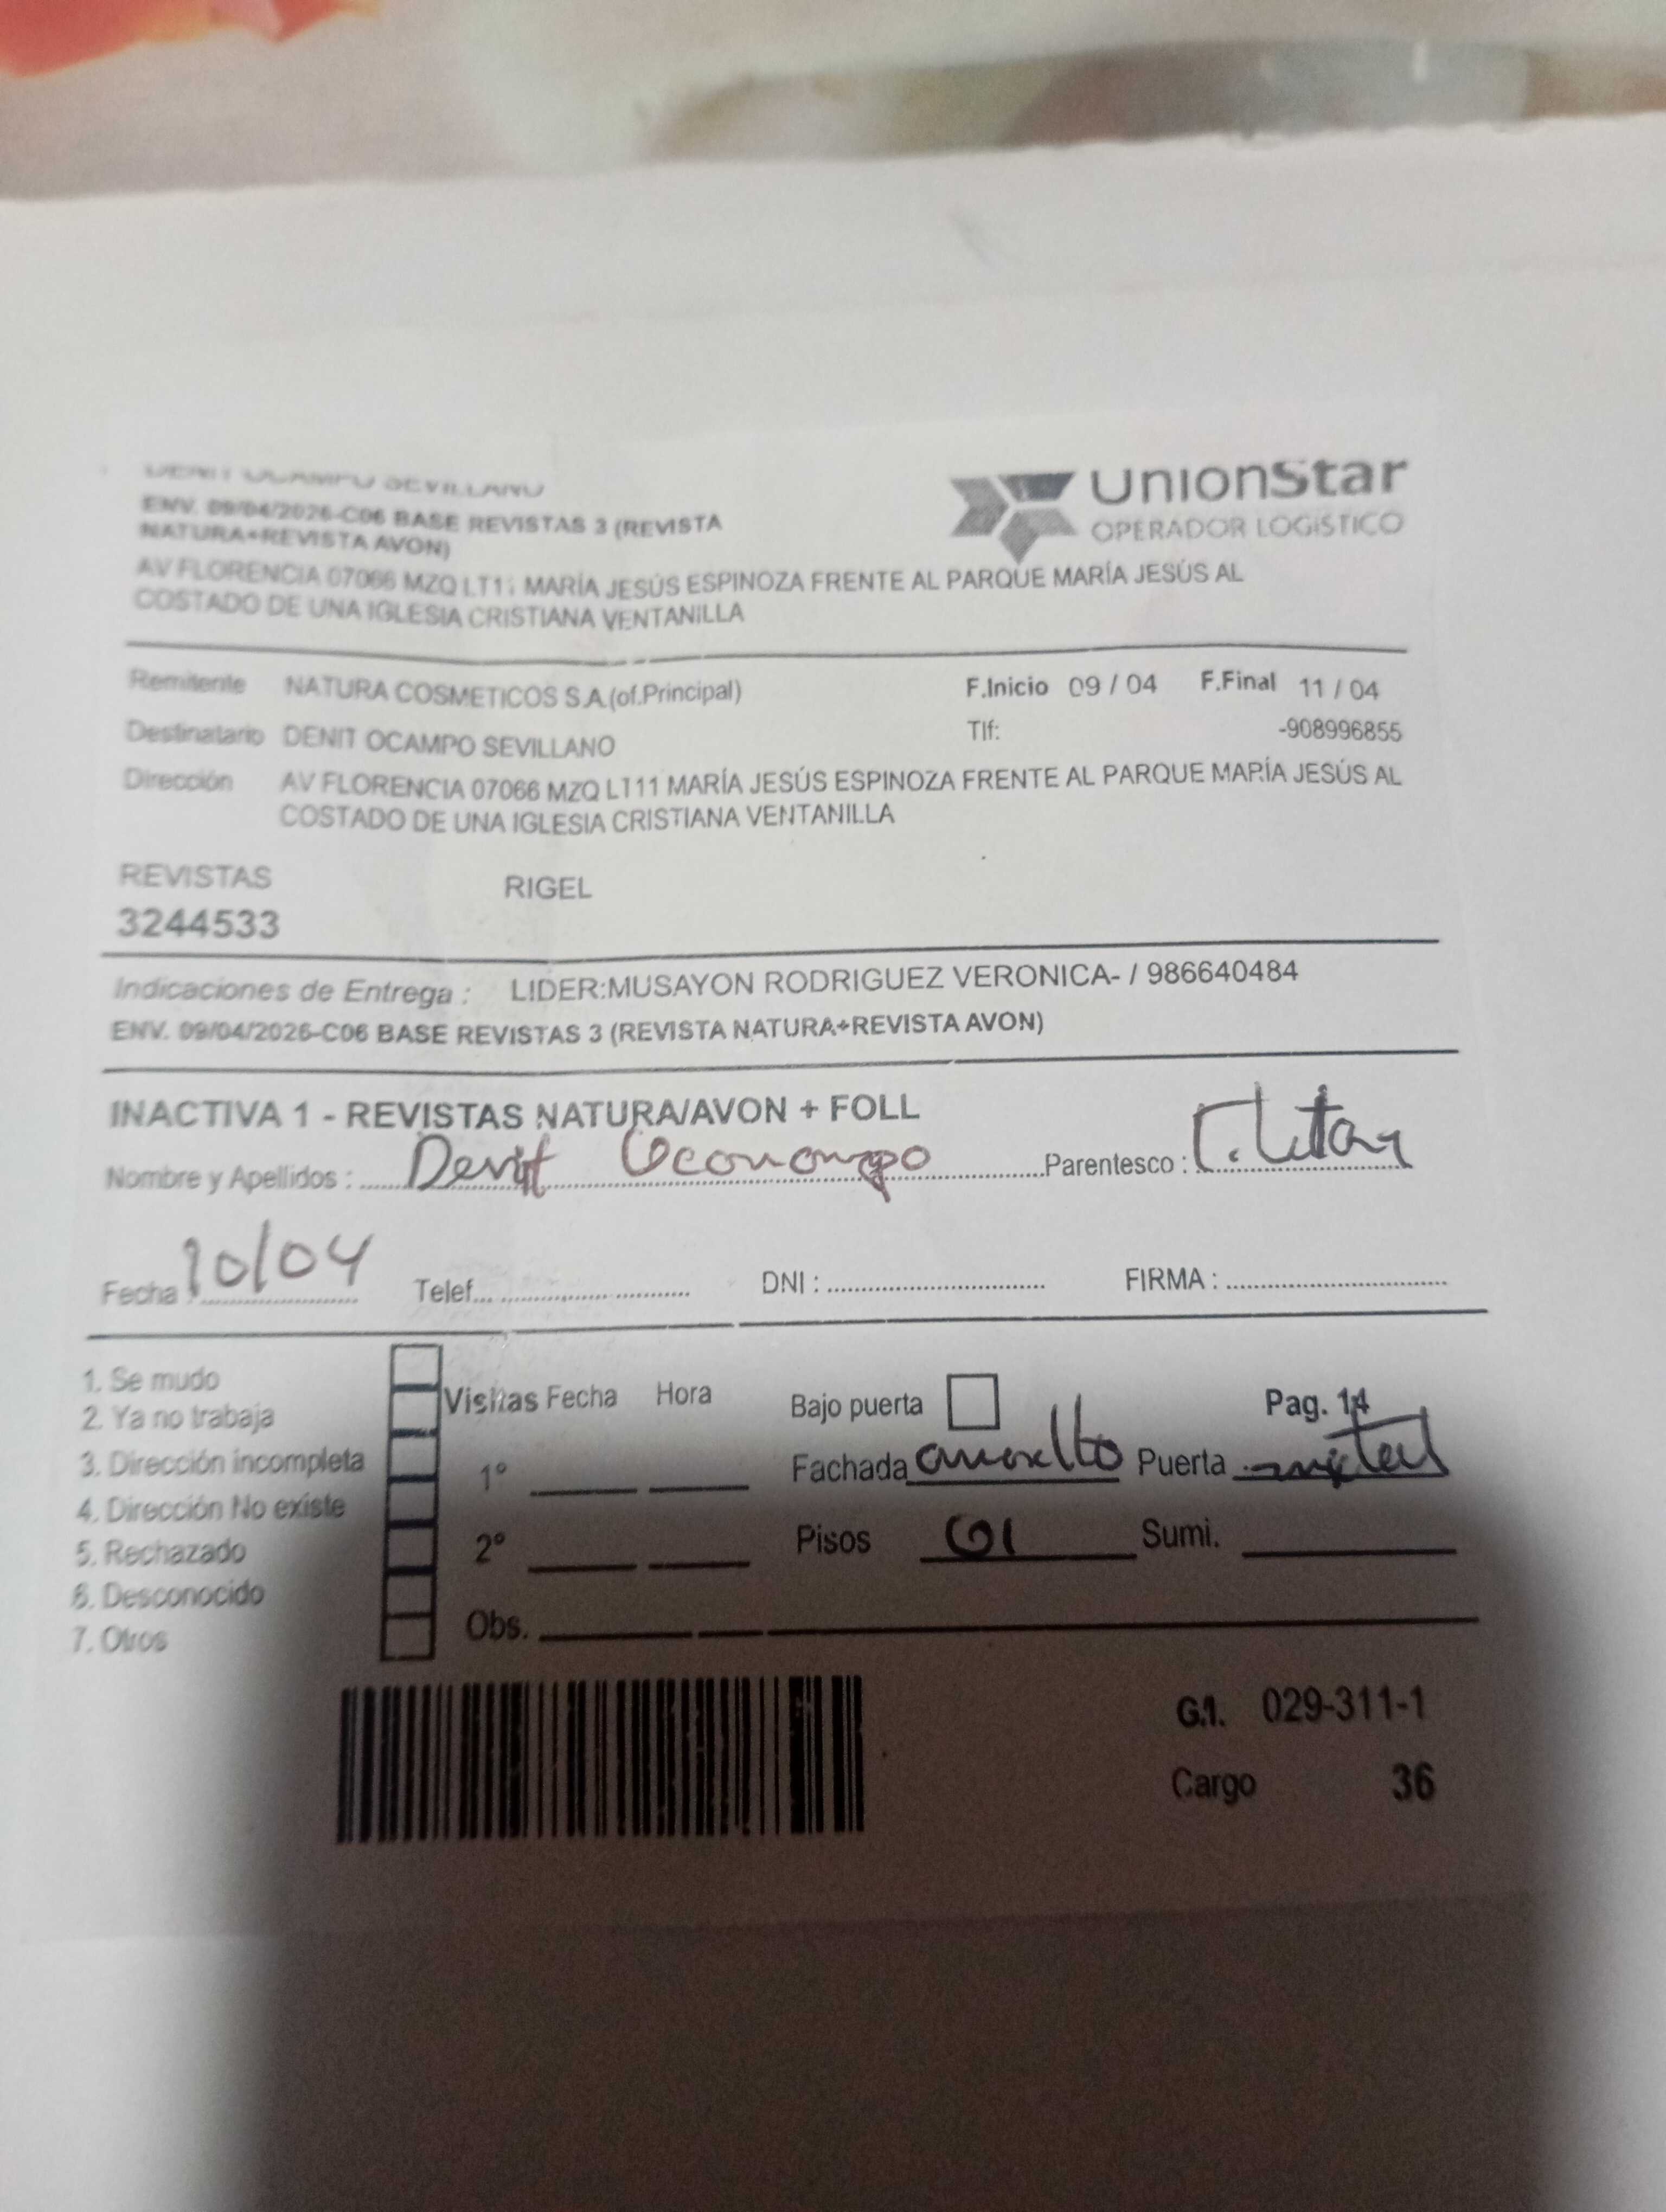 DENIT OCAMPO SEVILLANO
ENV. 09/04/2026-C06 BASE REVISTAS 3 (REVISTA
NATURA+REVISTA AVON)
AV FLORENCIA 07066 MZQ LT11 MARÍA JESÚS ESPINOZA FRENTE AL PARQUE MARÍA JESÚS AL
COSTADO DE UNA IGLESIA CRISTIANA VENTANILLA
UnionStar
OPERADOR LOGÍSTICO
Remitente NATURA COSMETICOS S.A.(of.Principal) F.Inicio 09 / 04 F.Final 11 / 04
Destinatario DENIT OCAMPO SEVILLANO Tlf: -908996855
Dirección AV FLORENCIA 07066 MZQ LT11 MARÍA JESÚS ESPINOZA FRENTE AL PARQUE MARÍA JESÚS AL
COSTADO DE UNA IGLESIA CRISTIANA VENTANILLA
REVISTAS RIGEL
3244533
Indicaciones de Entrega : LIDER:MUSAYON RODRIGUEZ VERONICA- / 986640484
ENV. 09/04/2026-C06 BASE REVISTAS 3 (REVISTA NATURA+REVISTA AVON)
INACTIVA 1 - REVISTAS NATURA/AVON + FOLL
Nombre y Apellidos : Denit Parentesco :
Fecha : 10/04 Telef... DNI : FIRMA :
1. Se mudo
2. Ya no trabaja
3. Dirección incompleta
4. Dirección No existe
5. Rechazado
6. Desconocido
7. Otros
Visitas Fecha Hora
1°
2°
Obs.
Bajo puerta Pag. 14
Fachada Puerta metal
Pisos 01 Sumi.
G.1. 029-311-1
Cargo 36